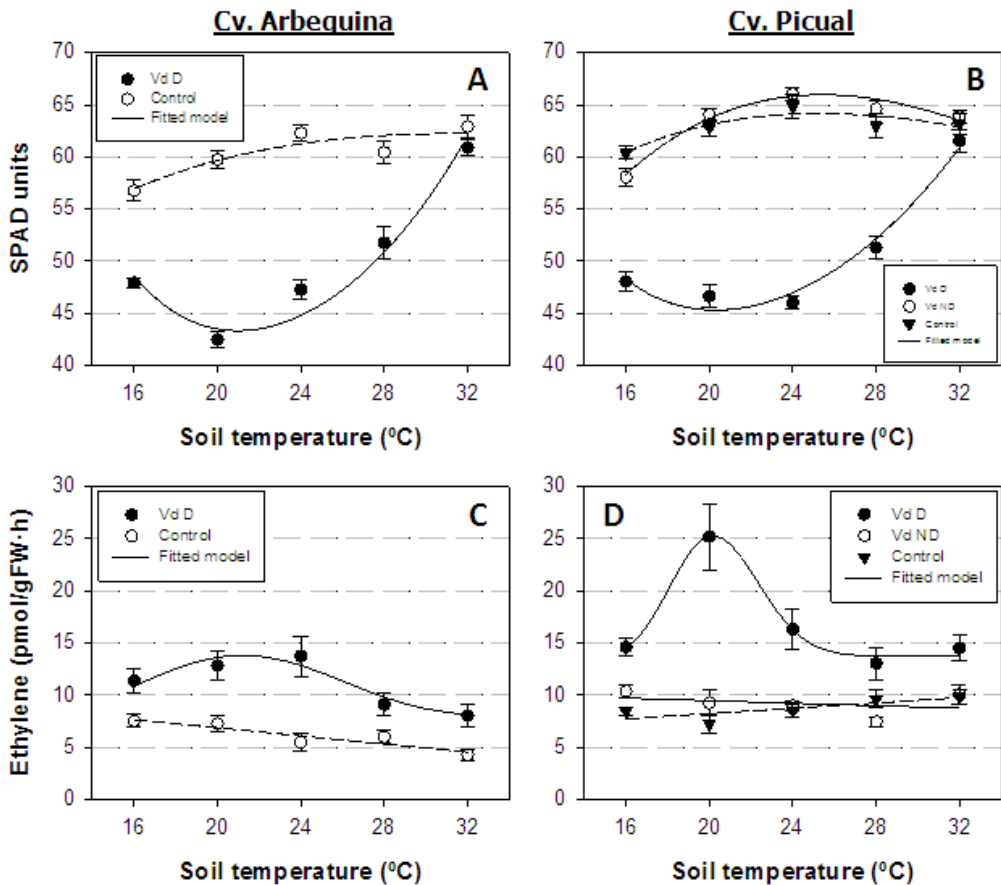 Cv. Arbequina
Cv. Picual
SPAD units
70
65
60
55
50
45
40
Vd D
Control
Fitted model
A
16 20 24 28 32
Soil temperature (⁰C)
70
65
60
55
50
45
40
B
Vd D
Vd ND
Control
Fitted model
16 20 24 28 32
Soil temperature (⁰C)
Ethylene (pmol/gFW·h)
30
25
20
15
10
5
0
Vd D
Control
Fitted model
C
16 20 24 28 32
Soil temperature (⁰C)
30
25
20
15
10
5
0
D
Vd D
Vd ND
Control
Fitted model
16 20 24 28 32
Soil temperature (⁰C)